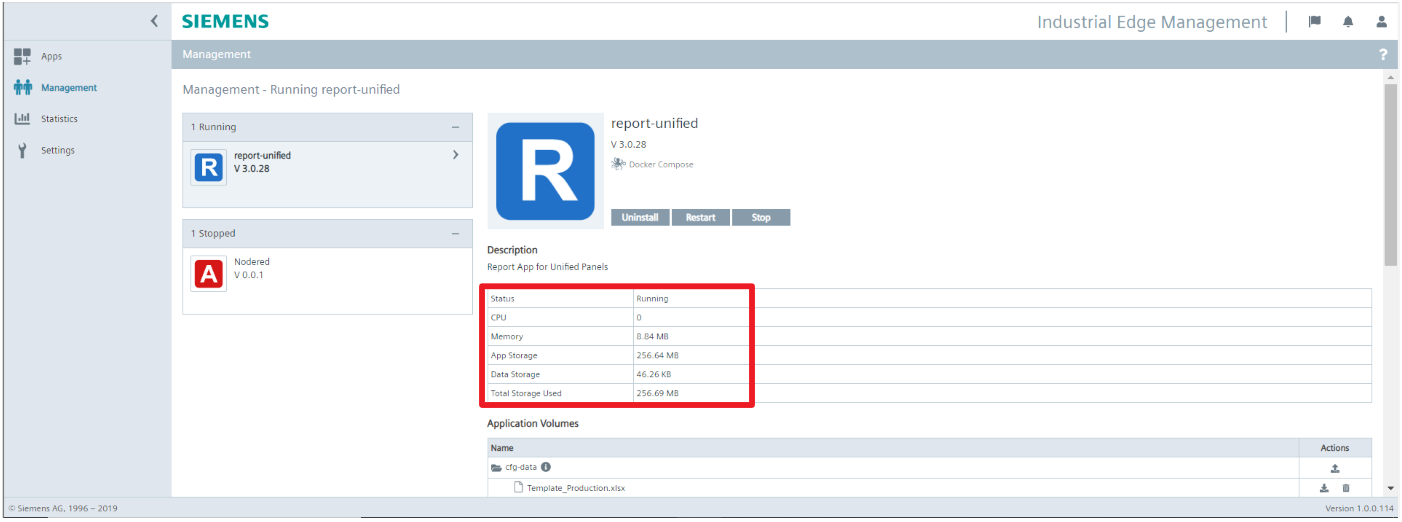 SIEMENS
Industrial Edge Management
Management
?
Apps
Management
Statistics
Settings
Management - Running report-unified
1 Running
report-unified
V 3.0.28
1 Stopped
Nodered
V 0.0.1
report-unified
V 3.0.28
Docker Compose
Uninstall Restart Stop
Description
Report App for Unified Panels
Status Running
CPU 0
Memory 8.84 MB
App Storage 256.64 MB
Data Storage 46.26 KB
Total Storage Used 256.69 MB
Application Volumes
Name Actions
cfg-data
Template_Production.xlsx
© Siemens AG, 1996 – 2019
Version 1.0.0.114